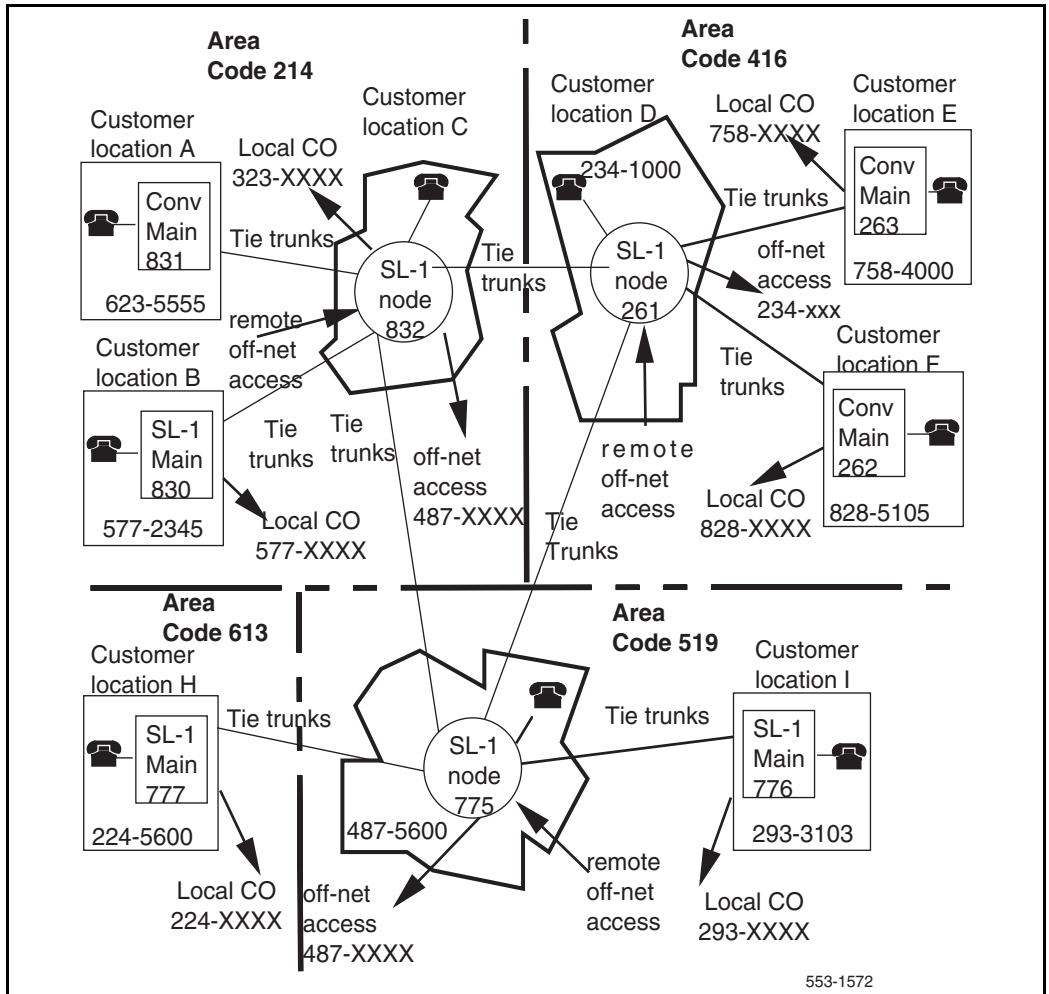 Area
Code 214
Area
Code 416
Customer
location A
Conv
Main
831
623-5555
Local CO
323-XXXX
Customer
location C
Tie trunks
SL-1
node
832
Tie
trunks
remote
off-net
access
Customer
location B
SL-1
Main
830
577-2345
Tie
trunks
Tie
trunks
Local CO
577-XXXX
off-net
access
487-XXXX
Customer
location D
234-1000
SL-1
node
261
Local CO
758-XXXX
Customer
location E
Conv
Main
263
758-4000
Tie trunks
off-net
access
234-xxx
Tie
trunks
Customer
location F
Conv
Main
262
828-5105
Local CO
828-XXXX
remote
off-net
access
Tie
Trunks
Area
Code 613
Area
Code 519
Customer
location H
SL-1
Main
777
224-5600
Tie trunks
Local CO
224-XXXX
SL-1
node
775
487-5600
off-net
access
487-XXXX
remote
off-net
access
Tie trunks
Customer
location I
SL-1
Main
776
293-3103
Local CO
293-XXXX
553-1572